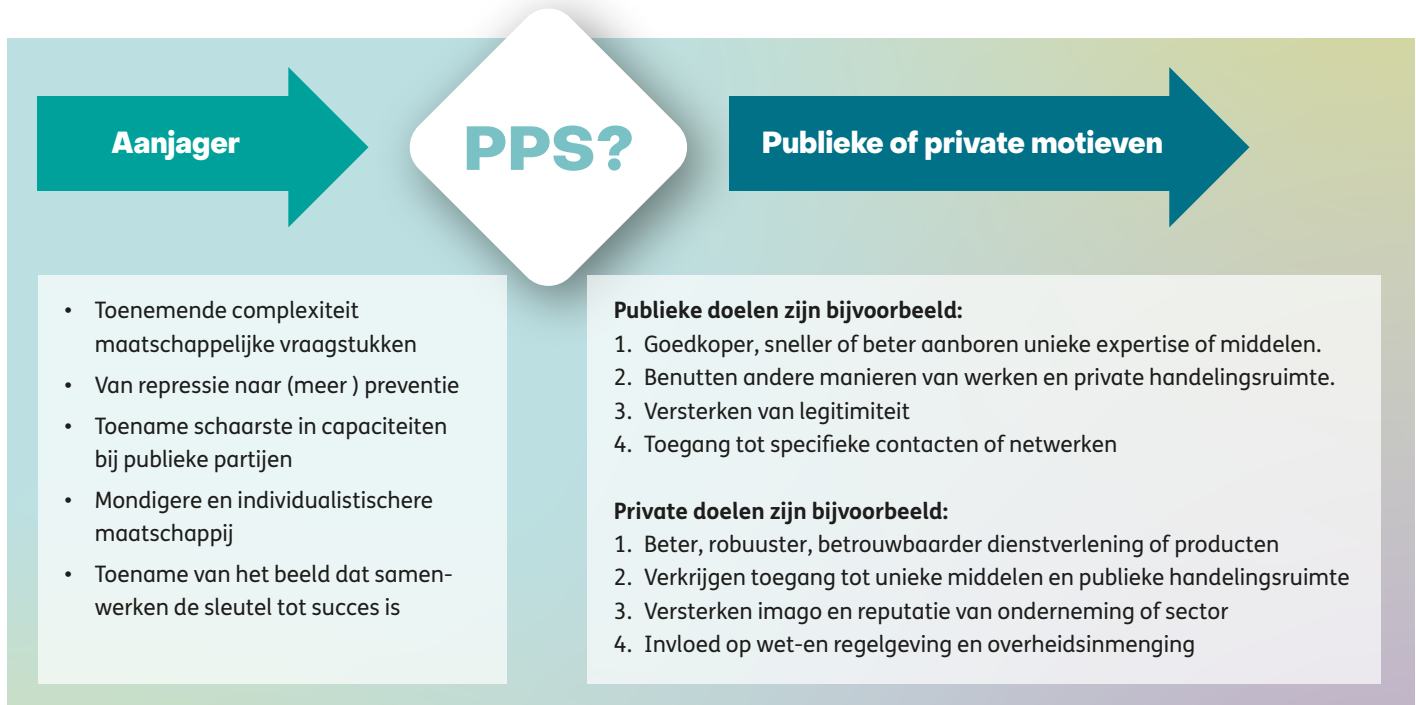 Aanjager
PPS?
Publieke of private motieven
• Toenemende complexiteit
maatschappelijke vraagstukken
• Van repressie naar (meer ) preventie
• Toename schaarste in capaciteiten
bij publieke partijen
• Mondigere en individualistischere
maatschappij
• Toename van het beeld dat samen-
werken de sleutel tot succes is
Publieke doelen zijn bijvoorbeeld:
1. Goedkoper, sneller of beter aanboren unieke expertise of middelen.
2. Benutten andere manieren van werken en private handelingsruimte.
3. Versterken van legitimiteit
4. Toegang tot specifieke contacten of netwerken
Private doelen zijn bijvoorbeeld:
1. Beter, robuuster, betrouwbaarder dienstverlening of producten
2. Verkrijgen toegang tot unieke middelen en publieke handelingsruimte
3. Versterken imago en reputatie van onderneming of sector
4. Invloed op wet-en regelgeving en overheidsinmenging